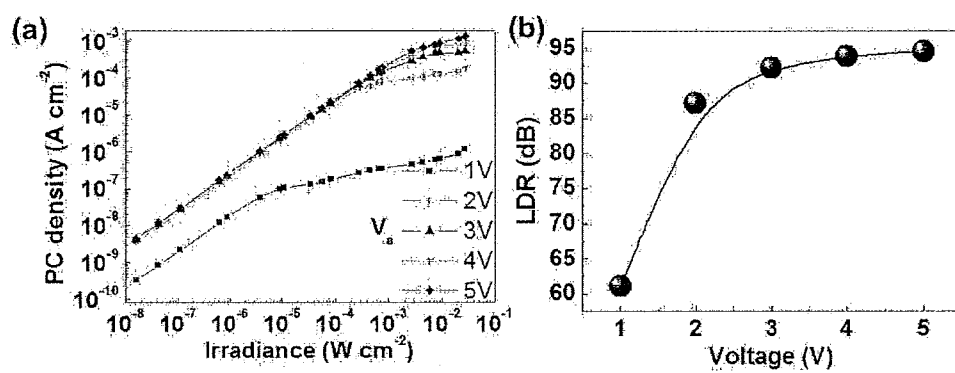 (a)
PC density (A cm⁻²)
10⁻³
10⁻⁴
10⁻⁵
10⁻⁶
10⁻⁷
10⁻⁸
10⁻⁹
10⁻¹⁰
Vₐ
1V
2V
3V
4V
5V
10⁻⁸ 10⁻⁷ 10⁻⁶ 10⁻⁵ 10⁻⁴ 10⁻³ 10⁻² 10⁻¹
Irradiance (W cm⁻²)
(b)
LDR (dB)
95
90
85
80
75
70
65
60
1 2 3 4 5
Voltage (V)